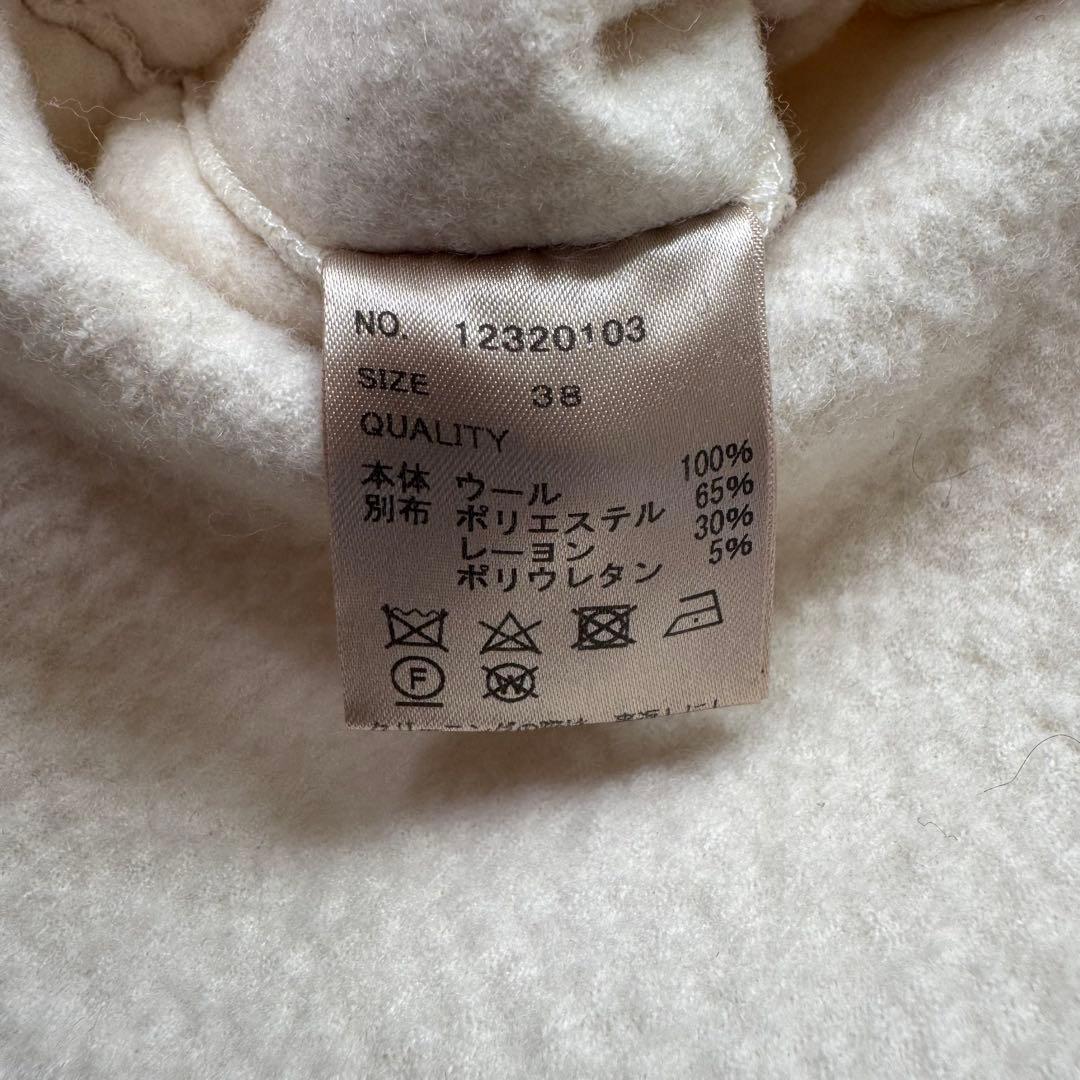 NO. 12320103
SIZE 38
QUALITY
本体 ウール 100%
別布 ポリエステル 65%
レーヨン 30%
ポリウレタン 5%
F W